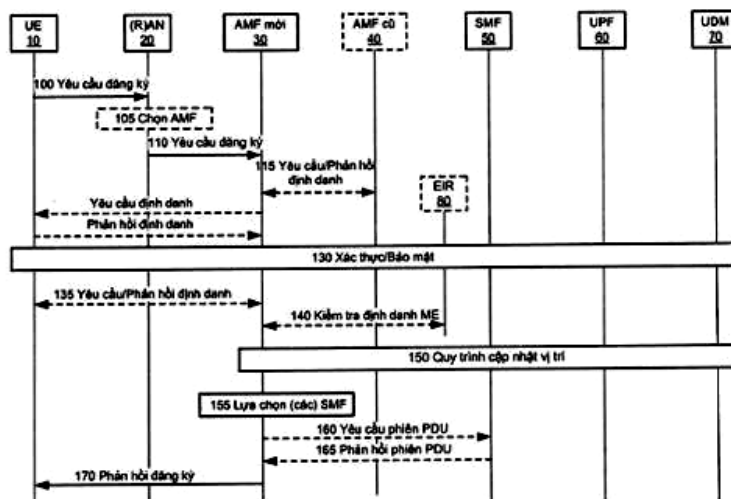 UE
10
(R)AN
20
AMF mới
30
AMF cũ
40
SMF
50
UPF
60
UDM
70
100 Yêu cầu đăng ký
105 Chọn AMF
110 Yêu cầu đăng ký
115 Yêu cầu/Phản hồi
định danh
EIR
80
Yêu cầu định danh
Phản hồi định danh
130 Xác thực/Bảo mật
135 Yêu cầu/Phản hồi định danh
140 Kiểm tra định danh ME
150 Quy trình cập nhật vị trí
155 Lựa chọn (các) SMF
160 Yêu cầu phiên PDU
165 Phản hồi phiên PDU
170 Phản hồi đăng ký